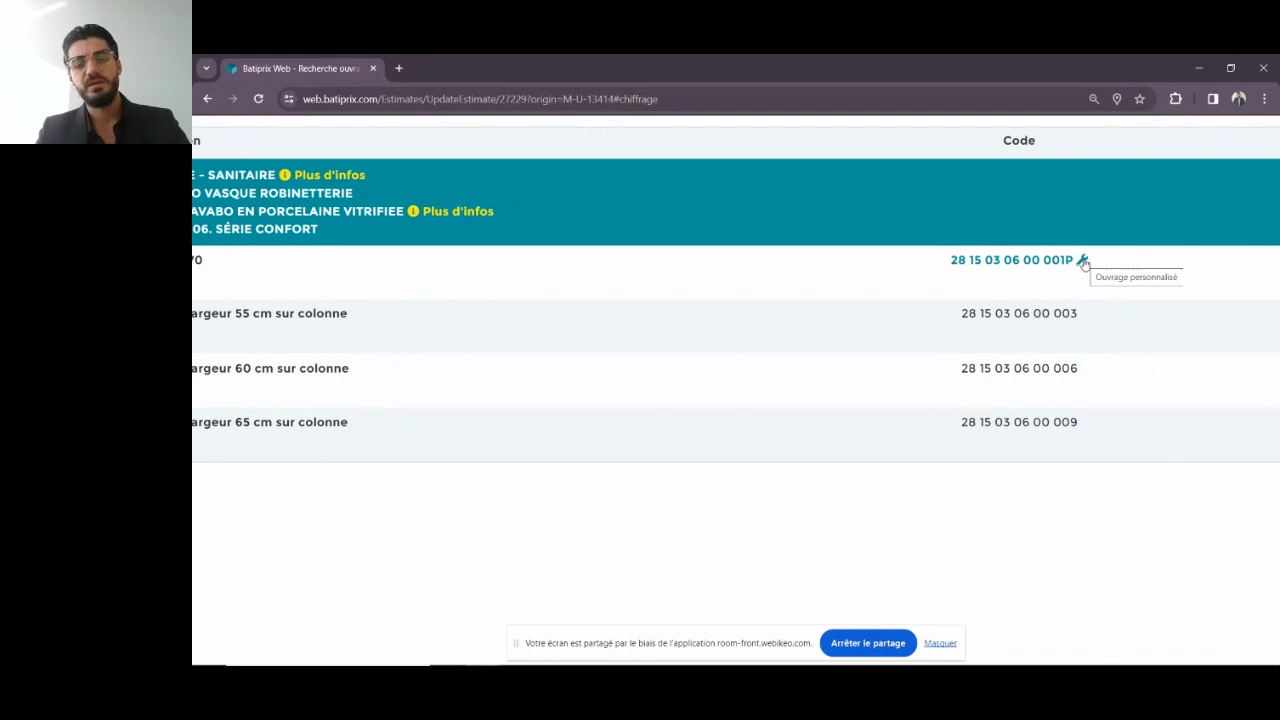 Batiprix Web - Recherche ouvra
web.batiprix.com/Estimates/UpdateEstimate/27229?origin=M-U-13414#chiffrage
on Code
E - SANITAIRE Plus d'infos
O VASQUE ROBINETTERIE
AVABO EN PORCELAINE VITRIFIEE Plus d'infos
06. SÉRIE CONFORT
70 28 15 03 06 00 001P
Ouvrage personnalisé
argeur 55 cm sur colonne 28 15 03 06 00 003
argeur 60 cm sur colonne 28 15 03 06 00 006
argeur 65 cm sur colonne 28 15 03 06 00 009
Votre écran est partagé par le biais de l'application room-front.webikeo.com. Arrêter le partage Masquer